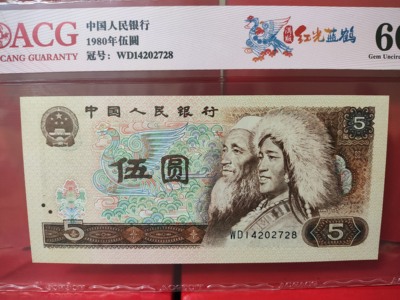 ACG
CANG GUARANTY
中国人民银行
1980年伍圆
冠号: WD14202728
红光蓝鹤
66
Gem Uncirc
中国人民银行
5
伍圆
5
5
WD14202728